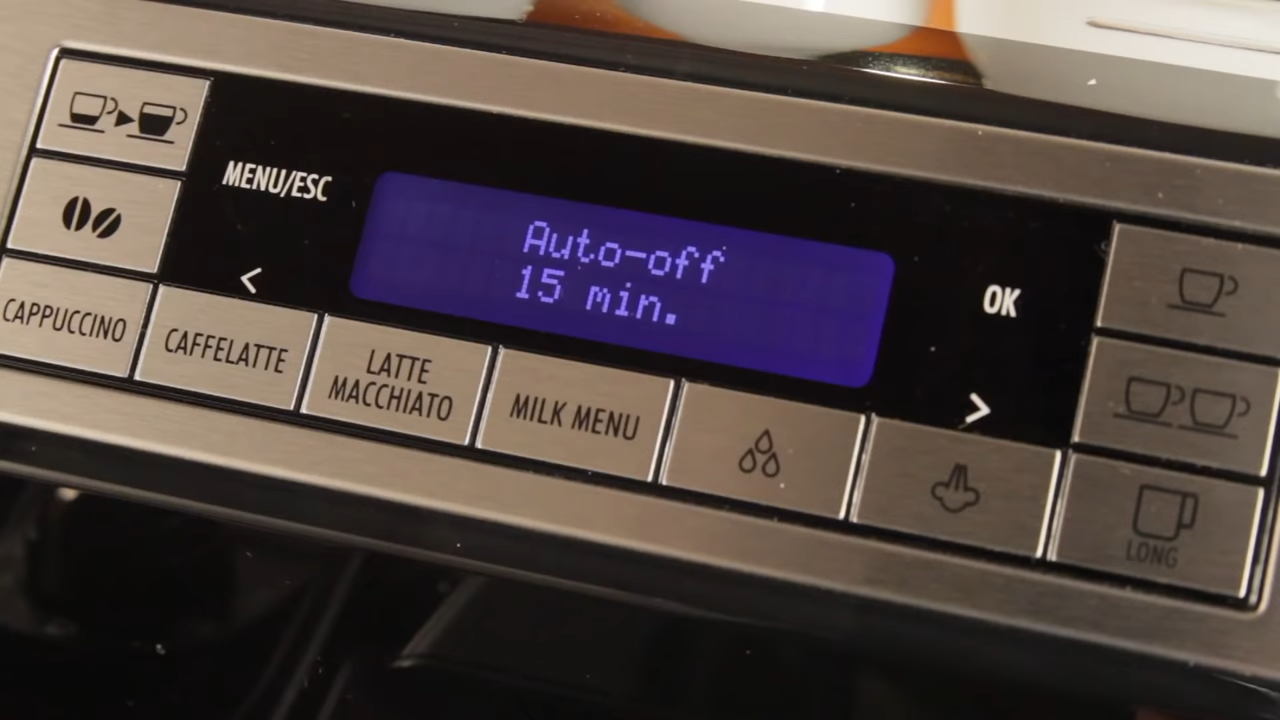 MENU/ESC
Auto-off
15 min.
<
OK
>
CAPPUCCINO
CAFFELATTE
LATTE
MACCHIATO
MILK MENU
LONG